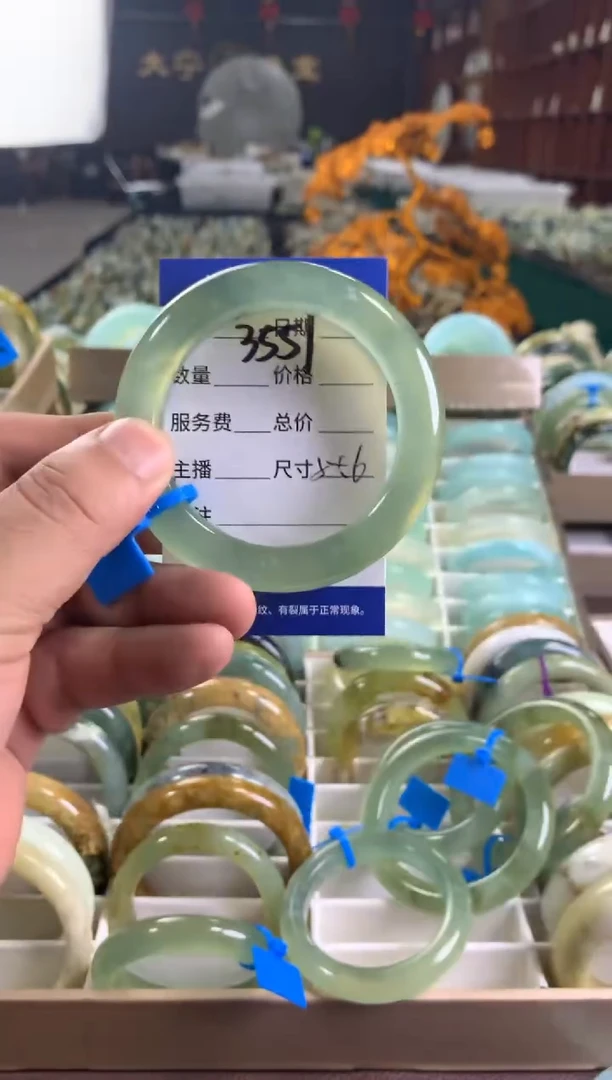 日期
3551
数量 价格
服务费 总价
主播 尺寸
注
纹、有裂属于正常现象。